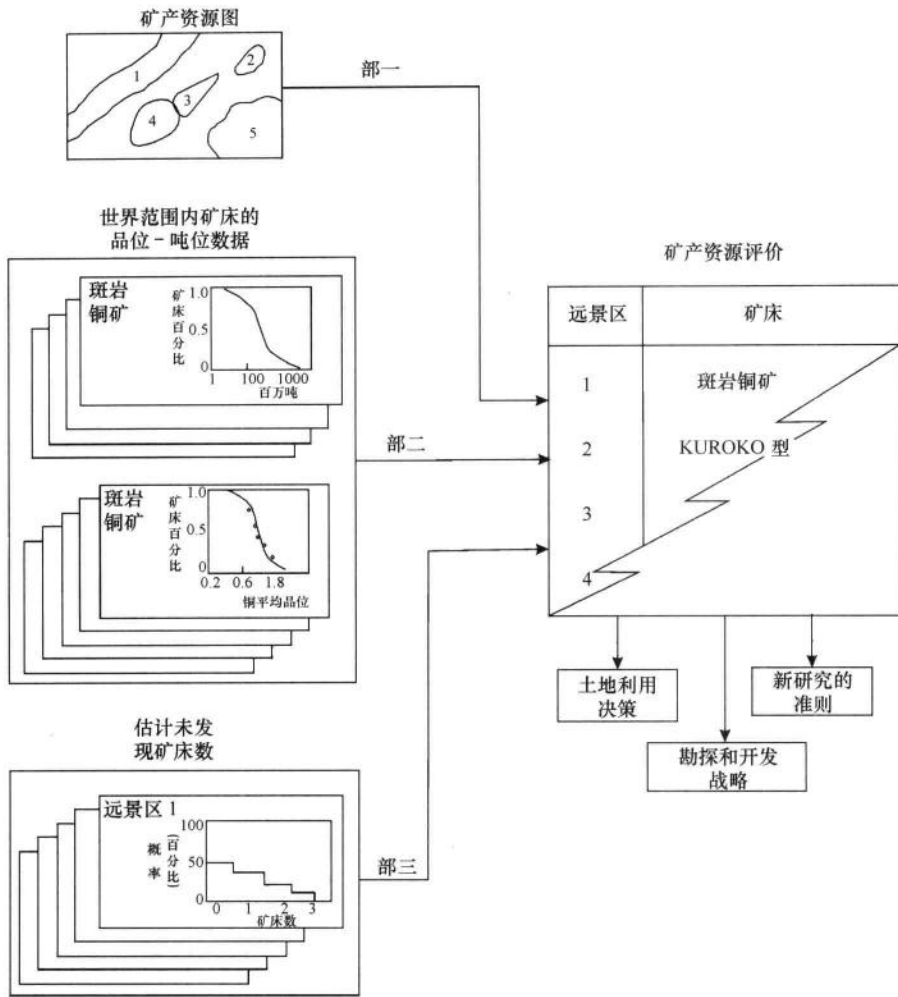 矿产资源图
1
2
3
4
5
部一
世界范围内矿床的
品位－吨位数据
斑岩
铜矿
矿床百分比
1.0
0.5
0
1 100 1000
百万吨
部二
斑岩
铜矿
矿床百分比
1.0
0.5
0
0.2 0.6 1.8
铜平均品位
估计未发
现矿床数
远景区 1
概率
(百分比)
100
50
0
0 1 2 3
矿床数
部三
矿产资源评价
远景区 矿床
1 斑岩铜矿
2 KUROKO 型
3
4
土地利用
决策
新研究的
准则
勘探和开发
战略